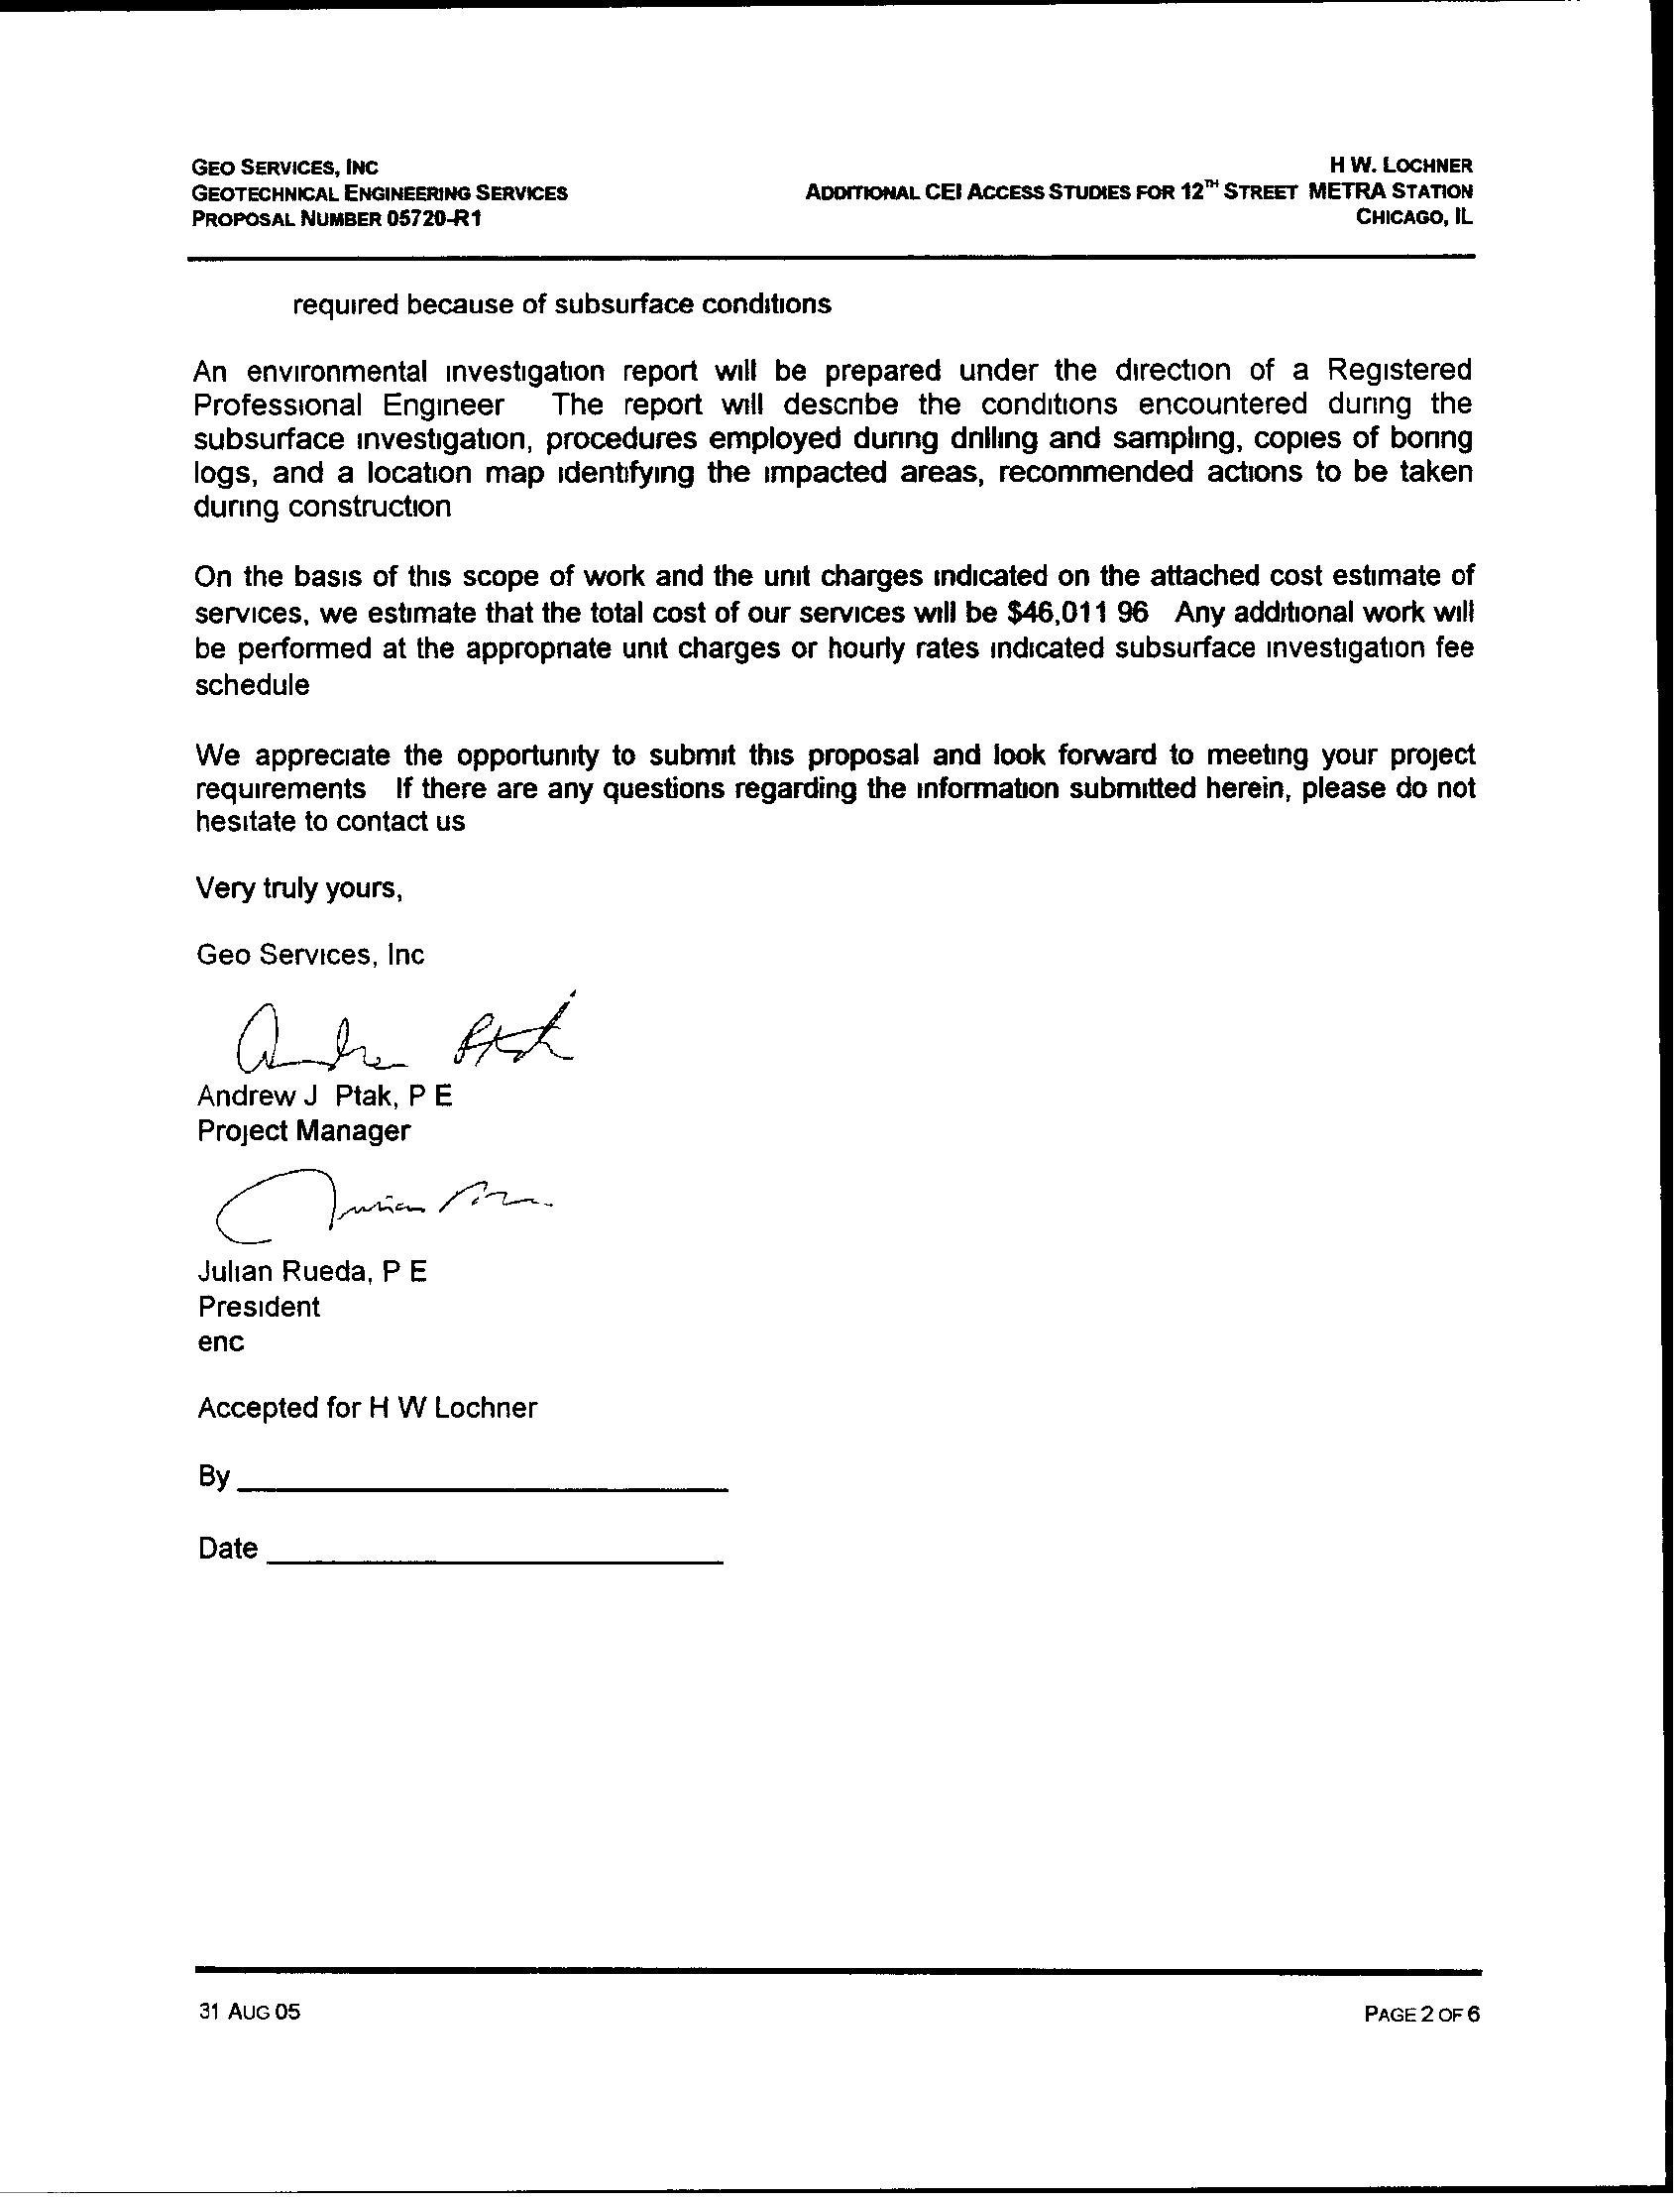 GEO SERVICES, INC
GEOTECHNICAL ENGINEERING SERVICES
PROPOSAL NUMBER 05720-R1
H W. LOCHNER
ADDITIONAL CEI ACCESS STUDIES FOR 12TH STREET METRA STATION
CHICAGO, IL
required because of subsurface conditions
An environmental investigation report will be prepared under the direction of a Registered
Professional Engineer The report will describe the conditions encountered during the
subsurface investigation, procedures employed during drilling and sampling, copies of boring
logs, and a location map identifying the impacted areas, recommended actions to be taken
during construction
On the basis of this scope of work and the unit charges indicated on the attached cost estimate of
services, we estimate that the total cost of our services will be $46,011 96 Any additional work will
be performed at the appropriate unit charges or hourly rates indicated subsurface investigation fee
schedule
We appreciate the opportunity to submit this proposal and look forward to meeting your project
requirements If there are any questions regarding the information submitted herein, please do not
hesitate to contact us
Very truly yours,
Geo Services, Inc
Andrew Ptak
Andrew J Ptak, P E
Project Manager
Julian
Julian Rueda, P E
President
enc
Accepted for H W Lochner
By
Date
31 AUG 05
PAGE 2 OF 6